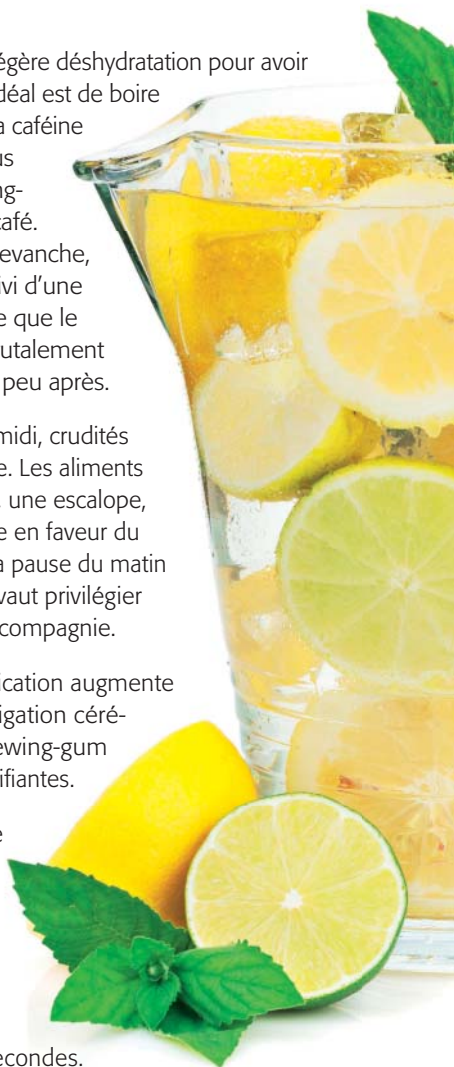 égère déshydratation pour avoir
déal est de boire
a caféine
us
ng-
café.
evanche,
ivi d'une
e que le
utalement
peu après.
midi, crudités
e. Les aliments
, une escalope,
e en faveur du
a pause du matin
vaut privilégier
compagnie.
ication augmente
igation céré-
ewing-gum
ifiantes.
e
econdes.